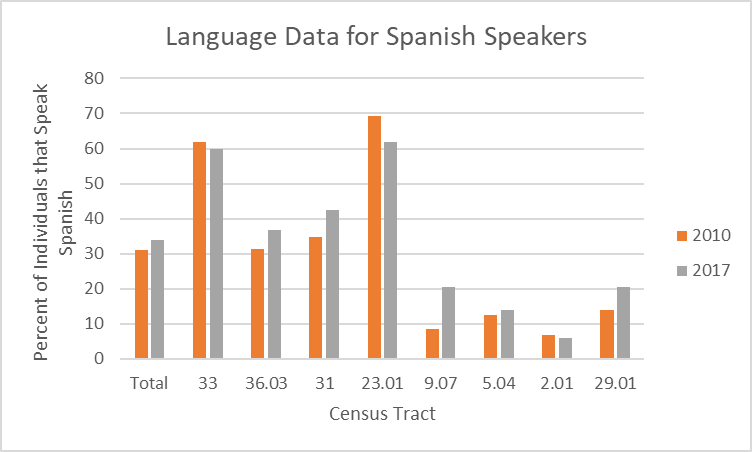 Language Data for Spanish Speakers
Percent of Individuals that Speak
Spanish
80
70
60
50
40
30
20
10
0
Total 33 36.03 31 23.01 9.07 5.04 2.01 29.01
Census Tract
2010
2017